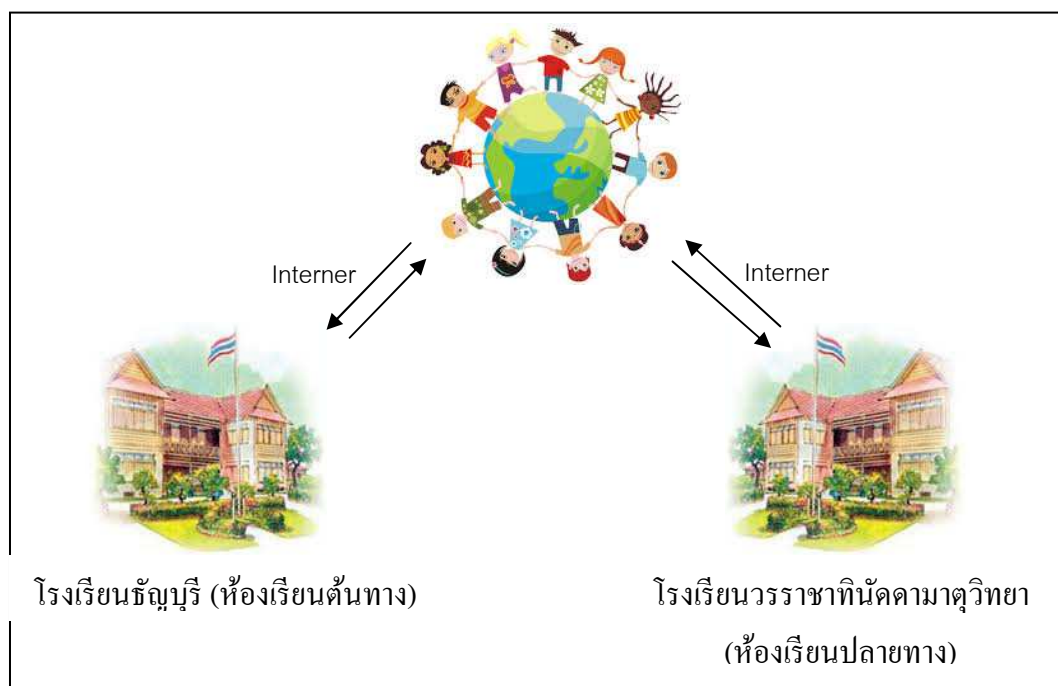 Interner
Interner
โรงเรียนธัญบุรี (ห้องเรียนต้นทาง)
โรงเรียนวรราชาทินัดดามาตุวิทยา
(ห้องเรียนปลายทาง)